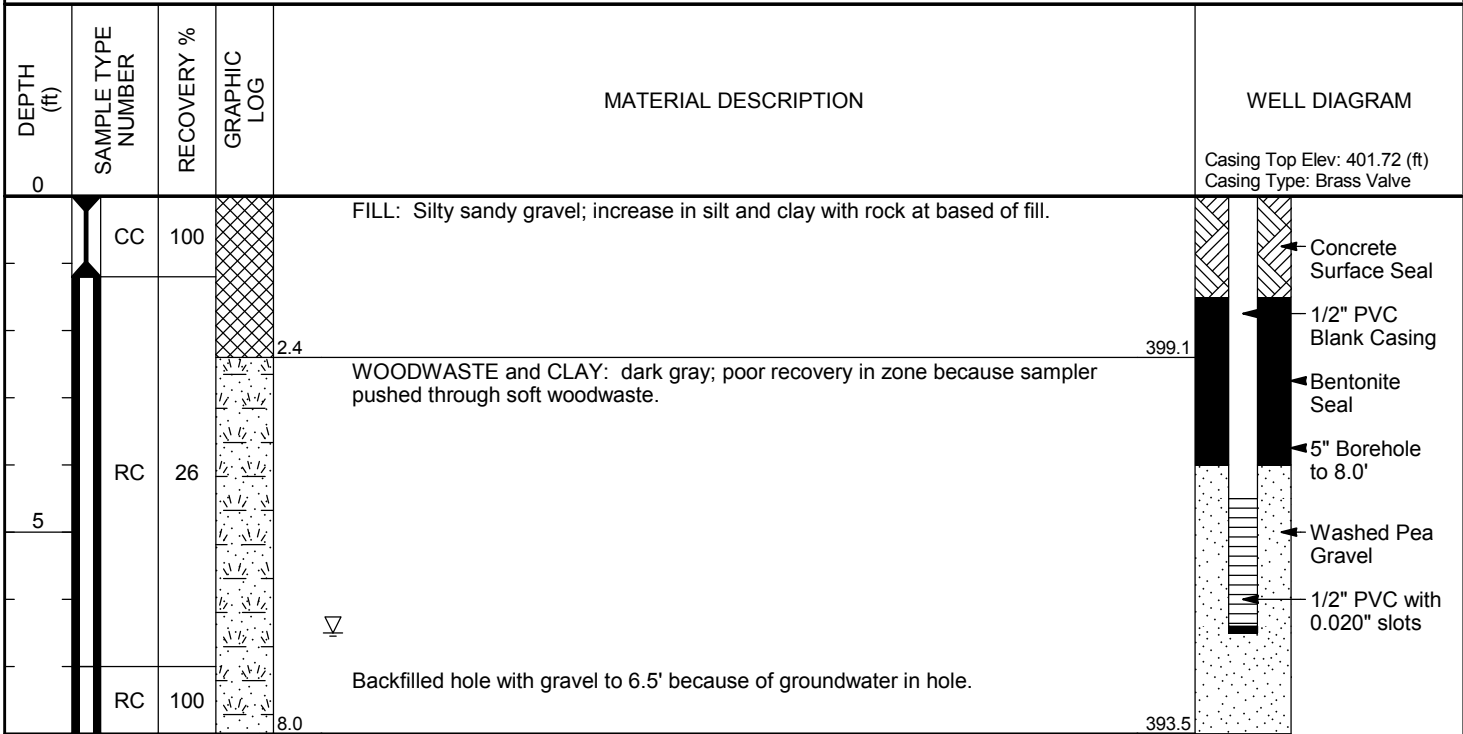 DEPTH
(ft)
SAMPLE TYPE
NUMBER
RECOVERY %
GRAPHIC
LOG
MATERIAL DESCRIPTION
WELL DIAGRAM
Casing Top Elev: 401.72 (ft)
Casing Type: Brass Valve
0
CC
100
FILL: Silty sandy gravel; increase in silt and clay with rock at based of fill.
Concrete
Surface Seal
1/2" PVC
Blank Casing
2.4
399.1
WOODWASTE and CLAY: dark gray; poor recovery in zone because sampler
pushed through soft woodwaste.
Bentonite
Seal
RC
26
5" Borehole
to 8.0'
5
Washed Pea
Gravel
1/2" PVC with
0.020" slots
Backfilled hole with gravel to 6.5' because of groundwater in hole.
RC
100
8.0
393.5